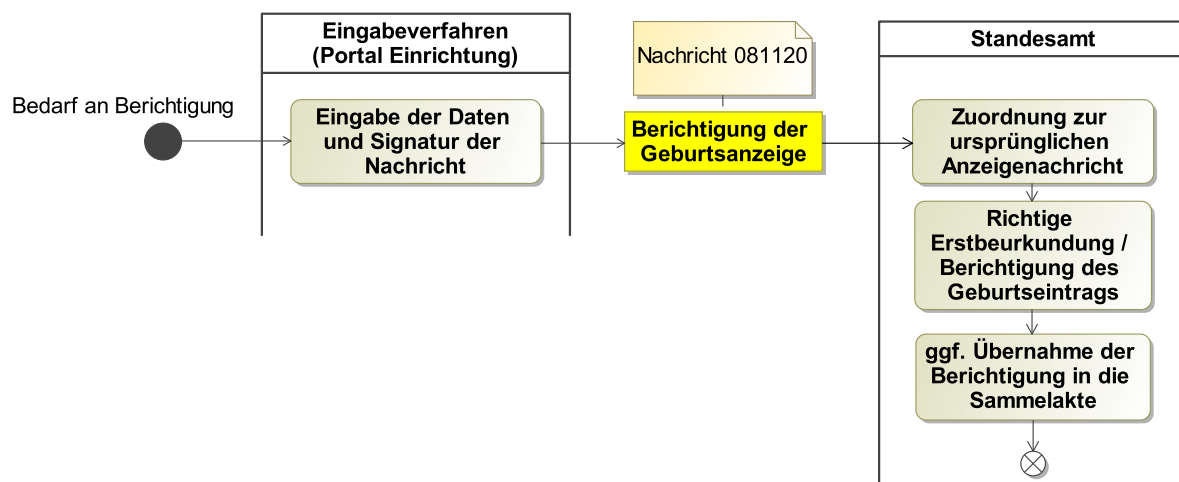 Bedarf an Berichtigung
Eingabeverfahren
(Portal Einrichtung)
Eingabe der Daten
und Signatur der
Nachricht
Nachricht 081120
Berichtigung der
Geburtsanzeige
Standesamt
Zuordnung zur
ursprünglichen
Anzeigenachricht
Richtige
Erstbeurkundung /
Berichtigung des
Geburtseintrags
ggf. Übernahme der
Berichtigung in die
Sammelakte